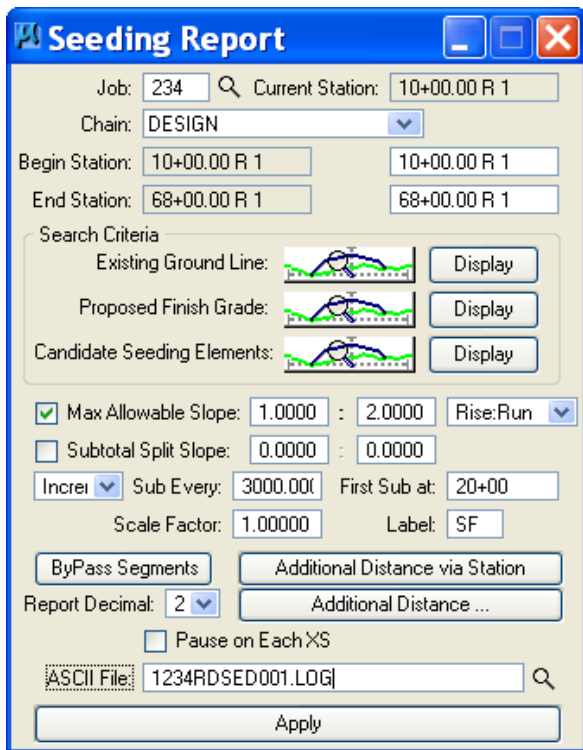 Seeding Report
Job: 234 Current Station: 10+00.00 R 1
Chain: DESIGN
Begin Station: 10+00.00 R 1 10+00.00 R 1
End Station: 68+00.00 R 1 68+00.00 R 1
Search Criteria
Existing Ground Line: Display
Proposed Finish Grade: Display
Candidate Seeding Elements: Display
Max Allowable Slope: 1.0000 : 2.0000 Rise:Run
Subtotal Split Slope: 0.0000 : 0.0000
Increi Sub Every: 3000.00( First Sub at: 20+00
Scale Factor: 1.00000 Label: SF
ByPass Segments Additional Distance via Station
Report Decimal: 2 Additional Distance ...
Pause on Each XS
ASCII File: 1234RDSED001.LOG
Apply